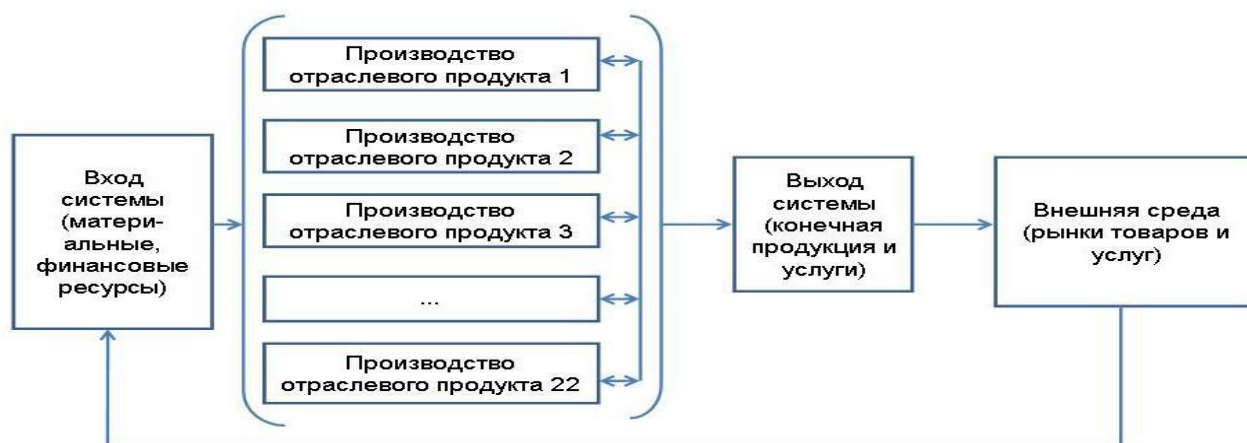 Вход
системы
(матери-
альные,
финансовые
ресурсы)
Производство
отраслевого продукта 1
Производство
отраслевого продукта 2
Производство
отраслевого продукта 3
...
Производство
отраслевого продукта 22
Выход
системы
(конечная
продукция и
услуги)
Внешняя среда
(рынки товаров и
услуг)